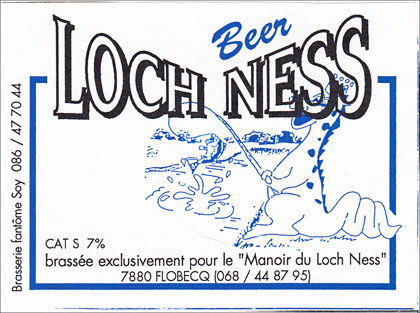 Beer
LOCH NESS
CAT S 7%
brassée exclusivement pour le "Manoir du Loch Ness"
7880 FLOBECQ (068 / 44 87 95)
Brasserie fantôme Soy 086 / 47 70 44